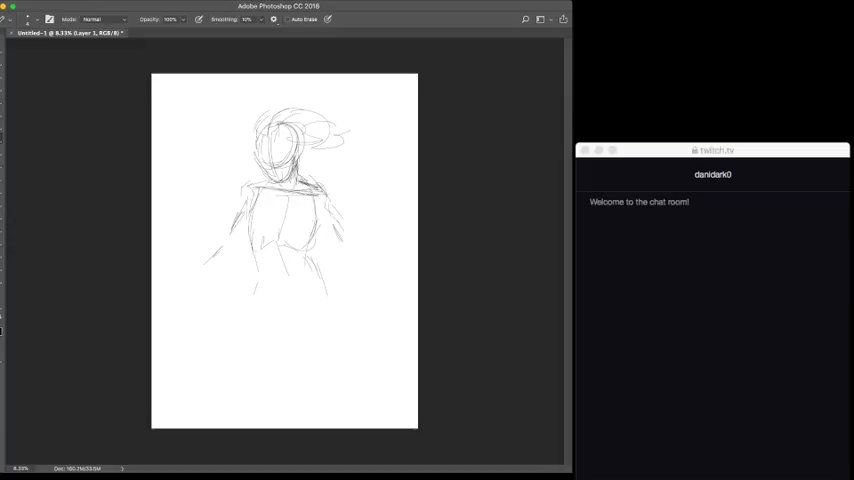 Adobe Photoshop CC 2018
Mode: Normal Opacity: 100% Smoothing: 10% Auto Erase
Untitled-1 @ 8.33% (Layer 1, RGB/8) *
twitch.tv
danidark0
Welcome to the chat room!
8.33%